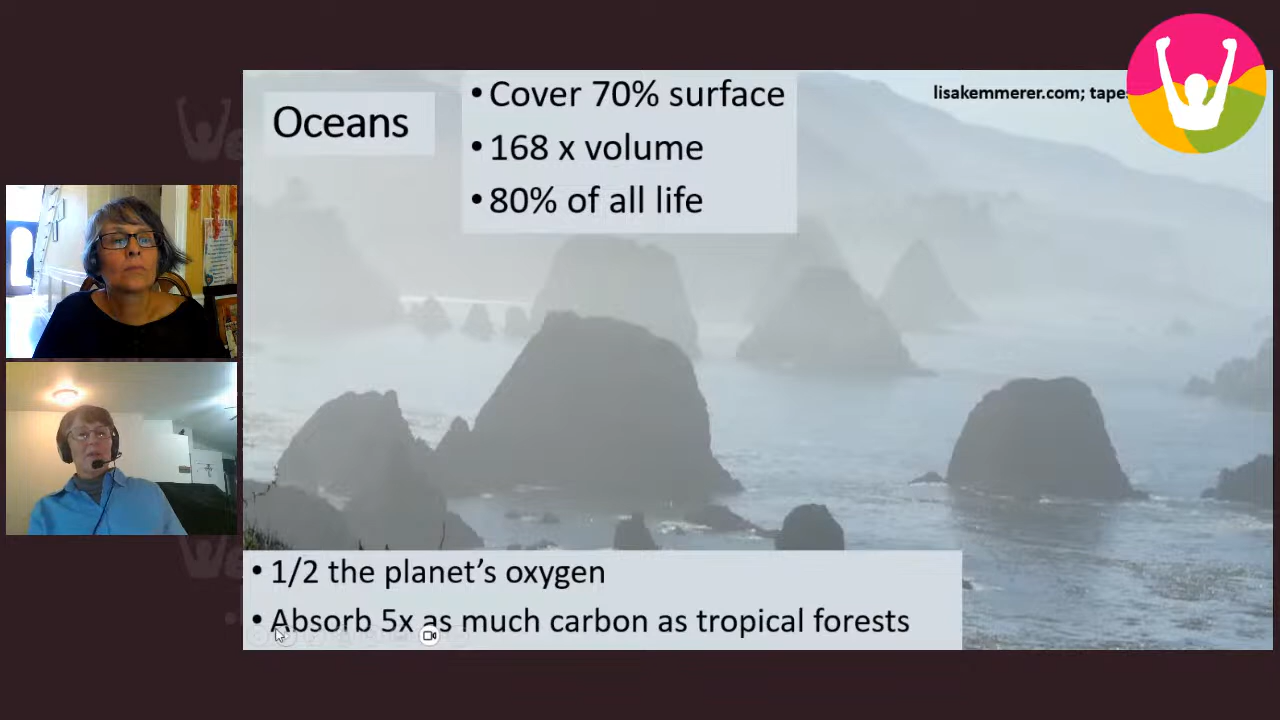 lisakemmerer.com;
Oceans
• Cover 70% surface
• 168 x volume
• 80% of all life
• 1/2 the planet's oxygen
• Absorb 5x as much carbon as tropical forests